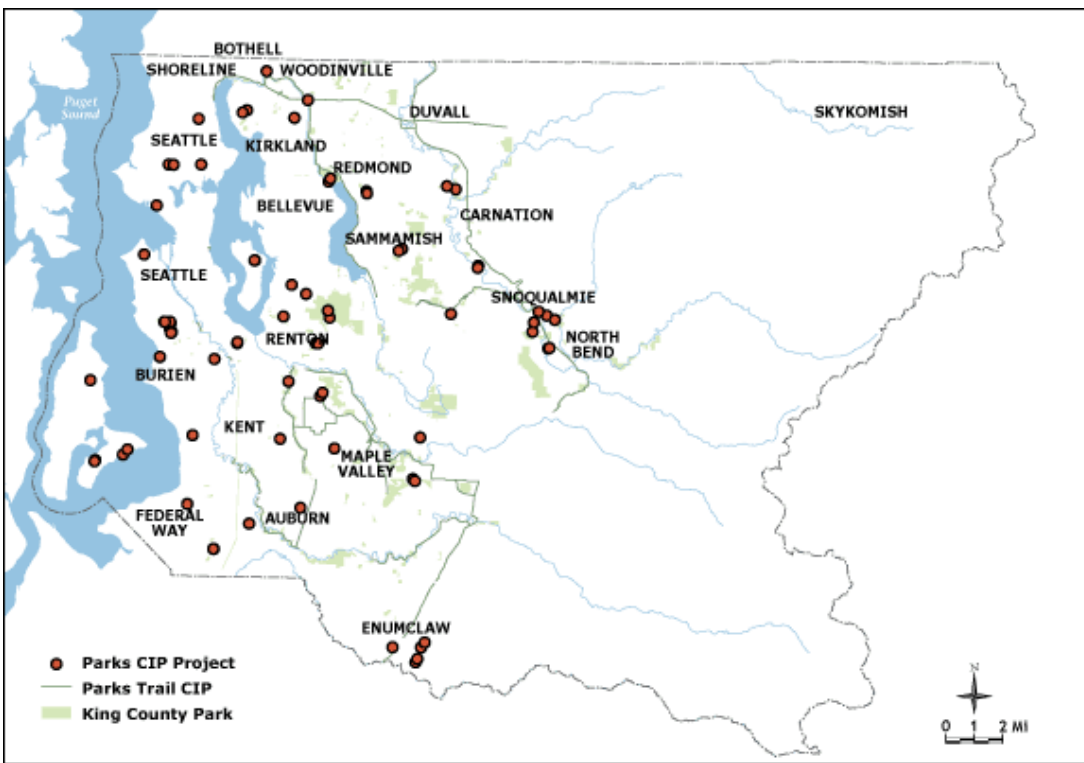 BOTHELL
SHORELINE
WOODINVILLE
Puget
Sound
DUVALL
SKYKOMISH
SEATTLE
KIRKLAND
REDMOND
BELLEVUE
CARNATION
SAMMAMISH
SEATTLE
SNOQUALMIE
RENTON
NORTH
BEND
BURIEN
KENT
MAPLE
VALLEY
FEDERAL
WAY
AUBURN
ENUMCLAW
Parks CIP Project
Parks Trail CIP
King County Park
N
0 1 2 MI